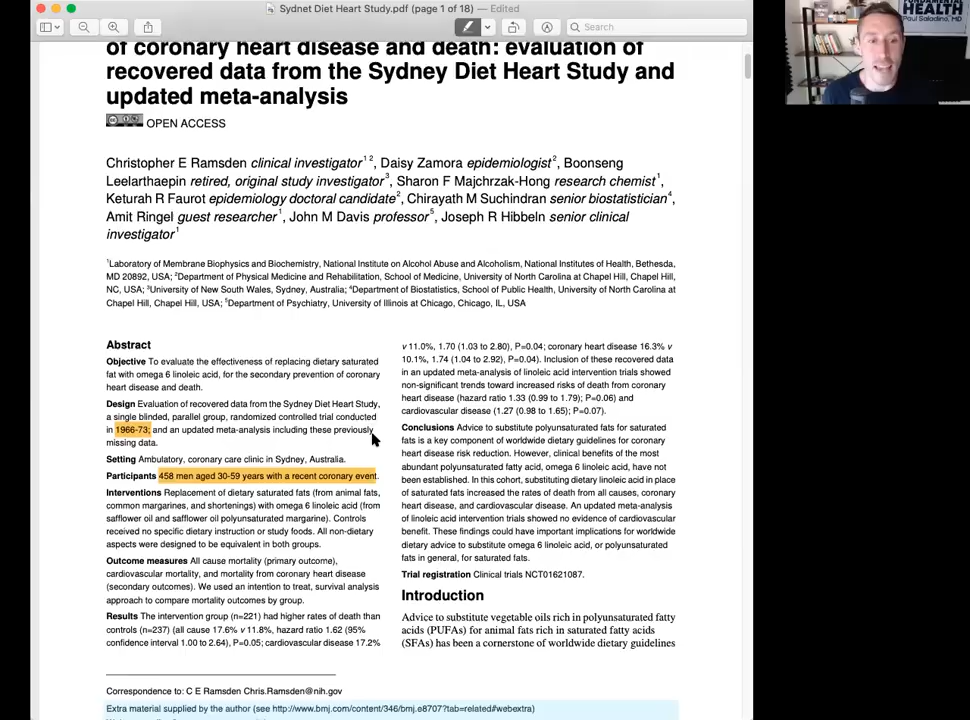 Sydnet Diet Heart Study.pdf (page 1 of 18) — Edited
Search
HEALTH
Paul Saladino, MD
of coronary heart disease and death: evaluation of
recovered data from the Sydney Diet Heart Study and
updated meta-analysis
OPEN ACCESS
Christopher E Ramsden clinical investigator1 2, Daisy Zamora epidemiologist2, Boonseng
Leelarthaepin retired, original study investigator3, Sharon F Majchrzak-Hong research chemist1,
Keturah R Faurot epidemiology doctoral candidate2, Chirayath M Suchindran senior biostatistician4,
Amit Ringel guest researcher1, John M Davis professor5, Joseph R Hibbeln senior clinical
investigator1
1Laboratory of Membrane Biophysics and Biochemistry, National Institute on Alcohol Abuse and Alcoholism, National Institutes of Health, Bethesda,
MD 20892, USA; 2Department of Physical Medicine and Rehabilitation, School of Medicine, University of North Carolina at Chapel Hill, Chapel Hill,
NC, USA; 3University of New South Wales, Sydney, Australia; 4Department of Biostatistics, School of Public Health, University of North Carolina at
Chapel Hill, Chapel Hill, USA; 5Department of Psychiatry, University of Illinois at Chicago, Chicago, IL, USA
Abstract
Objective To evaluate the effectiveness of replacing dietary saturated
fat with omega 6 linoleic acid, for the secondary prevention of coronary
heart disease and death.
Design Evaluation of recovered data from the Sydney Diet Heart Study,
a single blinded, parallel group, randomized controlled trial conducted
in 1966-73; and an updated meta-analysis including these previously
missing data.
Setting Ambulatory, coronary care clinic in Sydney, Australia.
Participants 458 men aged 30-59 years with a recent coronary event.
Interventions Replacement of dietary saturated fats (from animal fats,
common margarines, and shortenings) with omega 6 linoleic acid (from
safflower oil and safflower oil polyunsaturated margarine). Controls
received no specific dietary instruction or study foods. All non-dietary
aspects were designed to be equivalent in both groups.
Outcome measures All cause mortality (primary outcome),
cardiovascular mortality, and mortality from coronary heart disease
(secondary outcomes). We used an intention to treat, survival analysis
approach to compare mortality outcomes by group.
Results The intervention group (n=221) had higher rates of death than
controls (n=237) (all cause 17.6% v 11.8%, hazard ratio 1.62 (95%
confidence interval 1.00 to 2.64), P=0.05; cardiovascular disease 17.2%
v 11.0%, 1.70 (1.03 to 2.80), P=0.04; coronary heart disease 16.3% v
10.1%, 1.74 (1.04 to 2.92), P=0.04). Inclusion of these recovered data
in an updated meta-analysis of linoleic acid intervention trials showed
non-significant trends toward increased risks of death from coronary
heart disease (hazard ratio 1.33 (0.99 to 1.79); P=0.06) and
cardiovascular disease (1.27 (0.98 to 1.65); P=0.07).
Conclusions Advice to substitute polyunsaturated fats for saturated
fats is a key component of worldwide dietary guidelines for coronary
heart disease risk reduction. However, clinical benefits of the most
abundant polyunsaturated fatty acid, omega 6 linoleic acid, have not
been established. In this cohort, substituting dietary linoleic acid in place
of saturated fats increased the rates of death from all causes, coronary
heart disease, and cardiovascular disease. An updated meta-analysis
of linoleic acid intervention trials showed no evidence of cardiovascular
benefit. These findings could have important implications for worldwide
dietary advice to substitute omega 6 linoleic acid, or polyunsaturated
fats in general, for saturated fats.
Trial registration Clinical trials NCT01621087.
Introduction
Advice to substitute vegetable oils rich in polyunsaturated fatty
acids (PUFAs) for animal fats rich in saturated fatty acids
(SFAs) has been a cornerstone of worldwide dietary guidelines
Correspondence to: C E Ramsden Chris.Ramsden@nih.gov
Extra material supplied by the author (see http://www.bmj.com/content/346/bmj.e8707?tab=related#webextra)